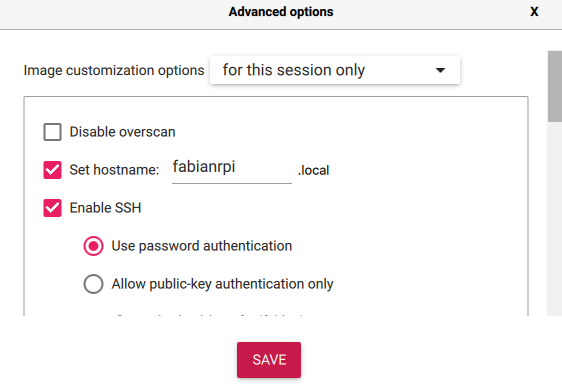 Advanced options
X
Image customization options for this session only
Disable overscan
Set hostname: fabianrpi .local
Enable SSH
Use password authentication
Allow public-key authentication only
SAVE